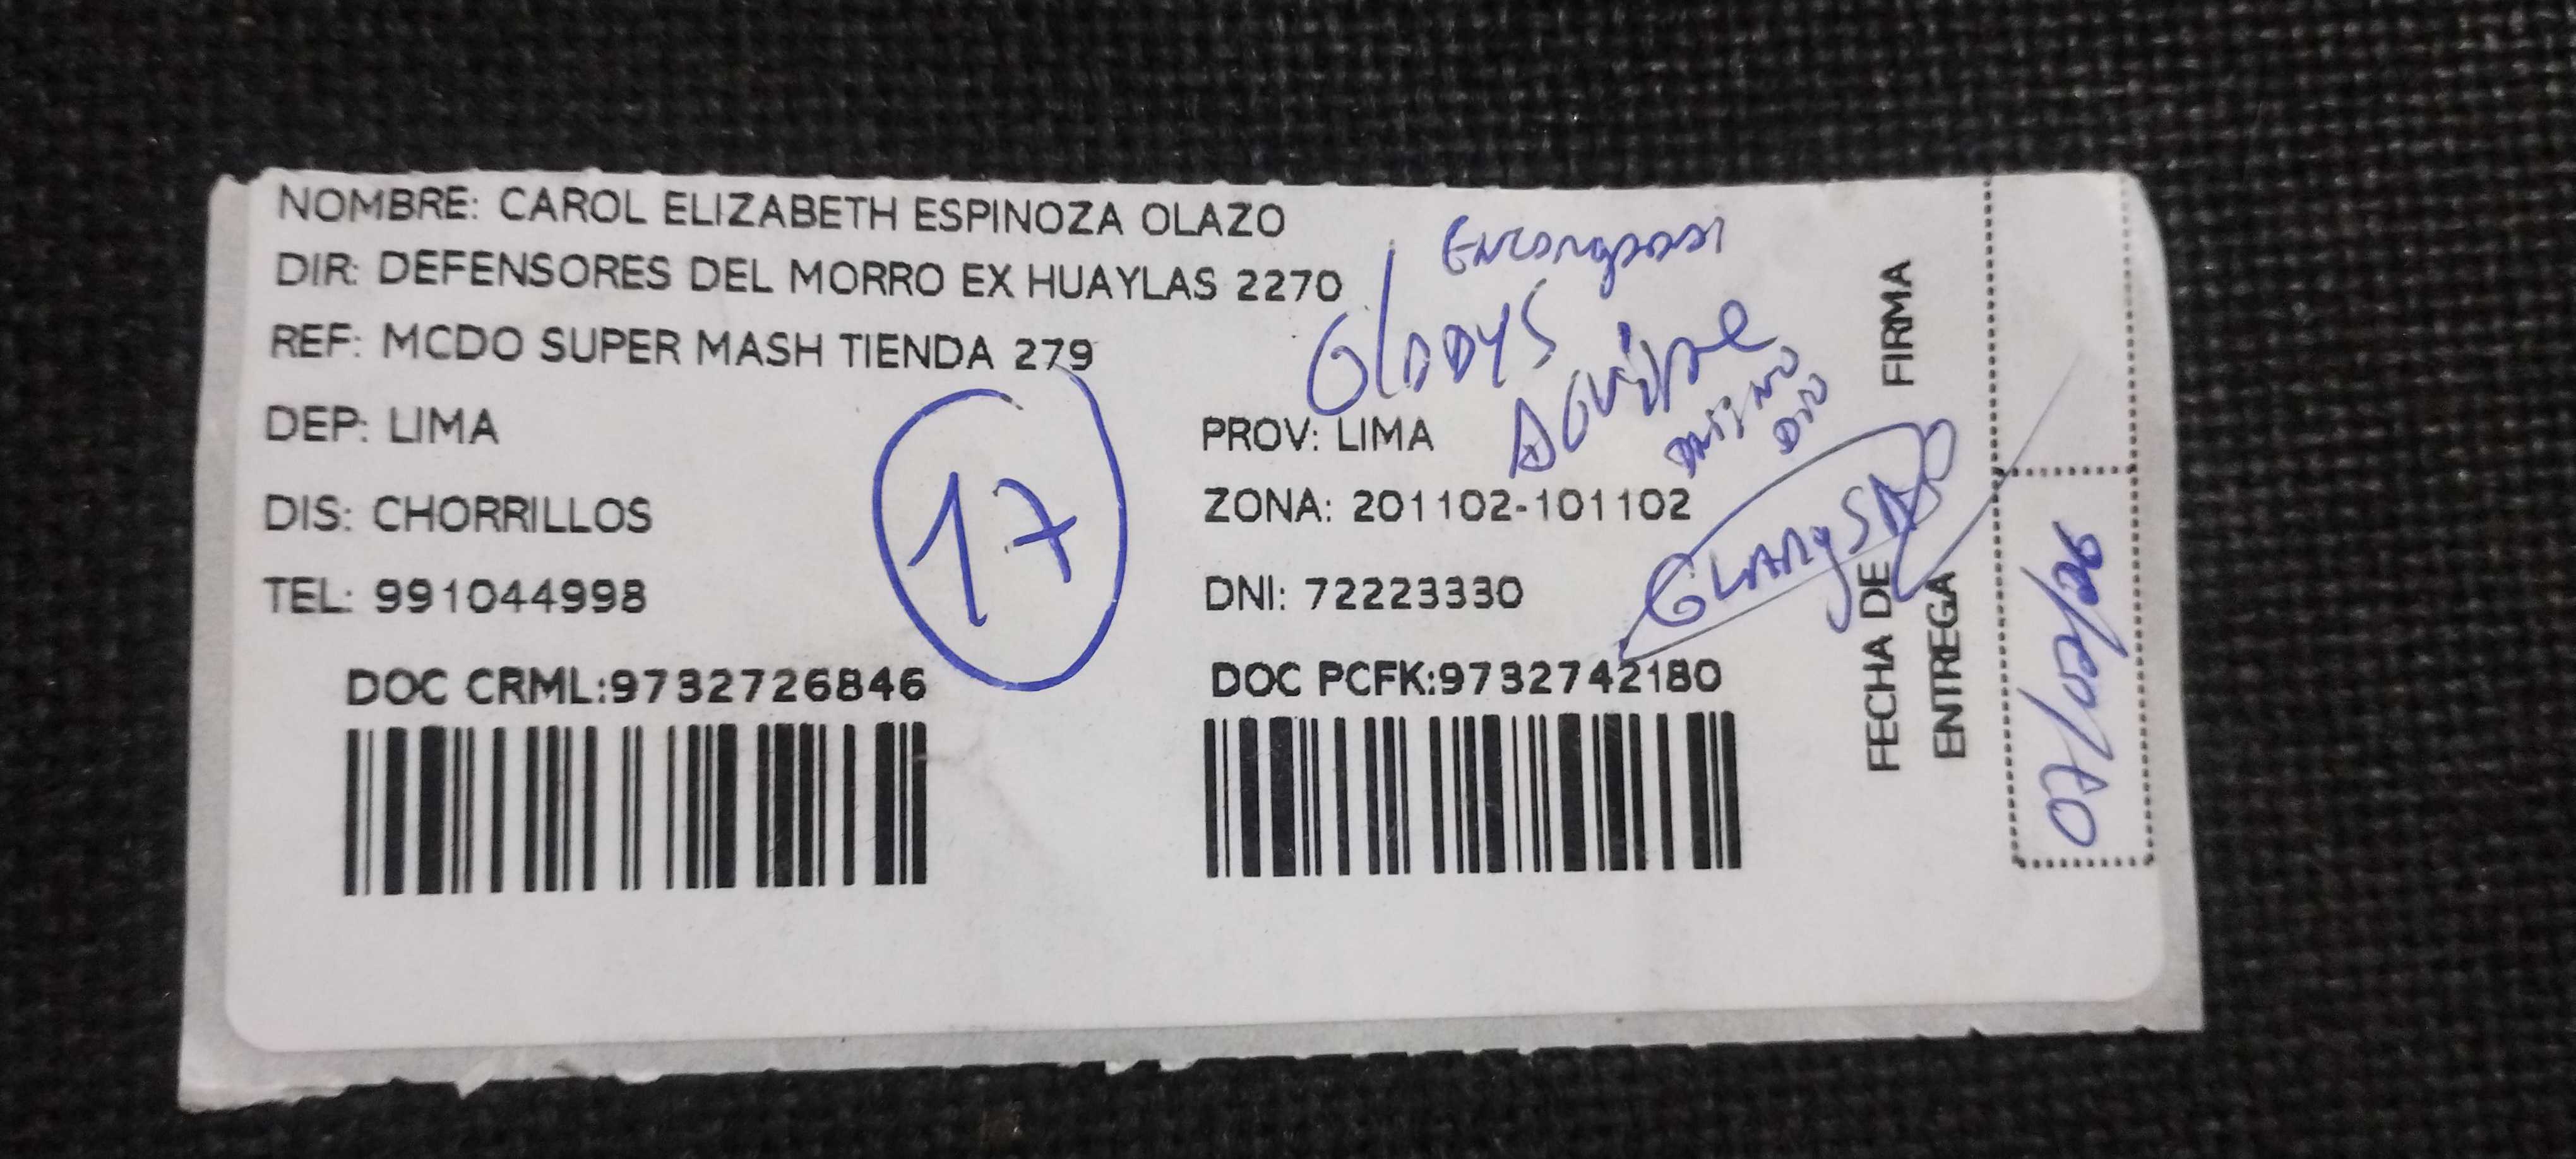 NOMBRE: CAROL ELIZABETH ESPINOZA OLAZO
DIR: DEFENSORES DEL MORRO EX HUAYLAS 2270
REF: MCDO SUPER MASH TIENDA 279
DEP: LIMA
PROV: LIMA
DIS: CHORRILLOS
ZONA: 201102-101102
TEL: 991044998
DNI: 72223330
17
DOC CRML:9732726846
DOC PCFK:9732742180
GlADYS
FIRMA
FECHA DE
ENTREGA